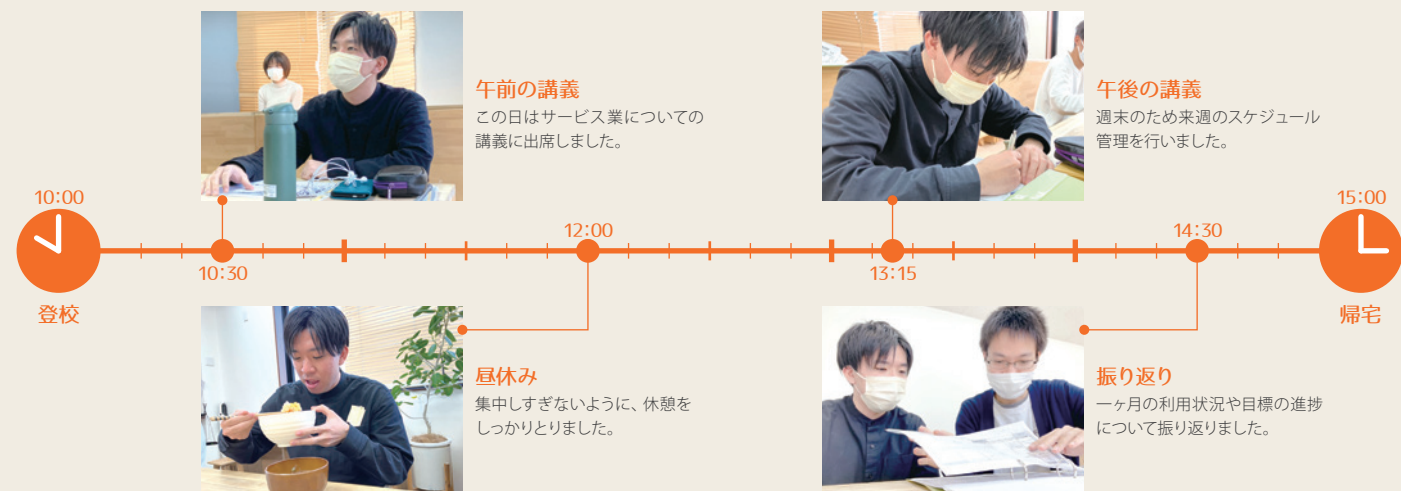 10:00
登校
10:30
午前の講義
この日はサービス業についての
講義に出席しました。
12:00
昼休み
集中しすぎないように、休憩を
しっかりとりました。
13:15
午後の講義
週末のため来週のスケジュール
管理を行いました。
14:30
振り返り
一ヶ月の利用状況や目標の進捗
について振り返りました。
15:00
帰宅